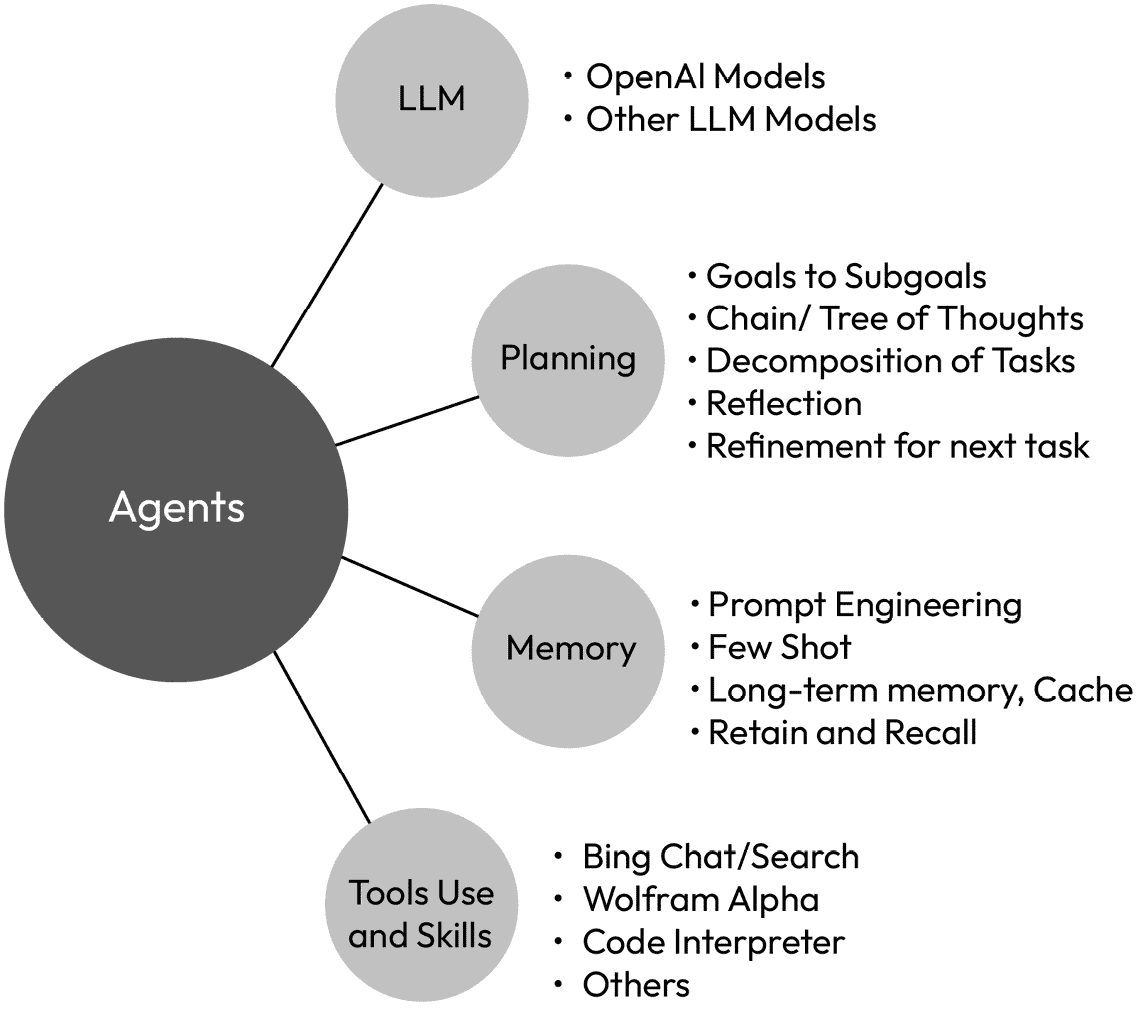 LLM
• OpenAI Models
• Other LLM Models
Planning
• Goals to Subgoals
• Chain/ Tree of Thoughts
• Decomposition of Tasks
• Reflection
• Refinement for next task
Agents
Memory
• Prompt Engineering
• Few Shot
• Long-term memory, Cache
• Retain and Recall
Tools Use
and Skills
• Bing Chat/Search
• Wolfram Alpha
• Code Interpreter
• Others